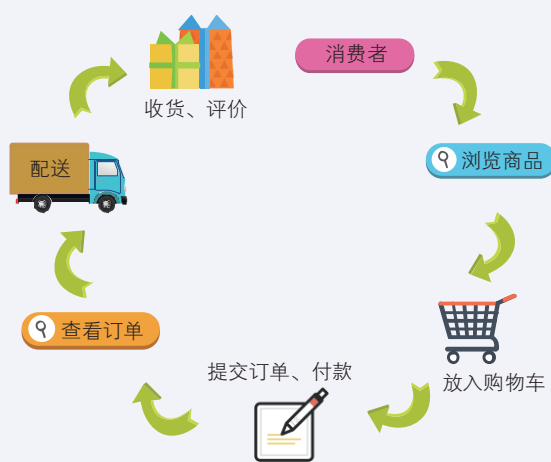 消费者
浏览商品
放入购物车
提交订单、付款
查看订单
配送
收货、评价